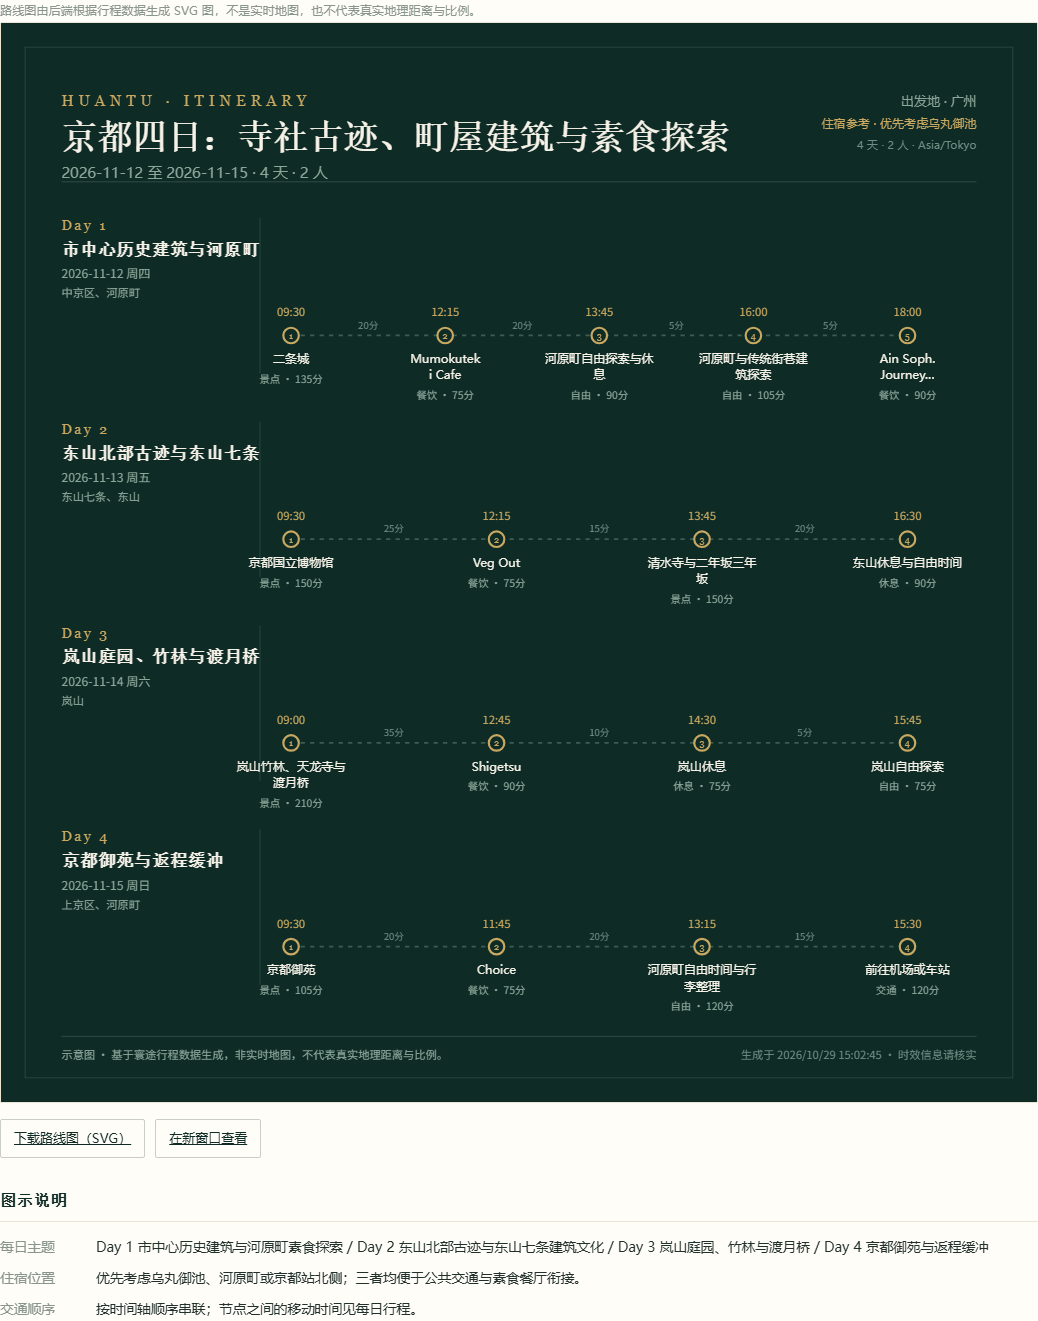 路线图由后端根据行程数据生成 SVG 图，不是实时地图，也不代表真实地理距离与比例。
HUANTU · ITINERARY
京都四日：寺社古迹、町屋建筑与素食探索
2026-11-12 至 2026-11-15 · 4 天 · 2 人
出发地 · 广州
住宿参考 · 优先考虑乌丸御池
4 天 · 2 人 · Asia/Tokyo
Day 1
市中心历史建筑与河原町
2026-11-12 周四
中京区、河原町
09:30 12:15 13:45 16:00 18:00
20分 20分 5分 5分
1 2 3 4 5
二条城 Mumokutek 河原町自由探索与休 河原町与传统街巷建 Ain Soph.
i Cafe 息 筑探索 Journey...
景点 • 135分 餐饮 • 75分 自由 • 90分 自由 • 105分 餐饮 • 90分
Day 2
东山北部古迹与东山七条
2026-11-13 周五
东山七条、东山
09:30 12:15 13:45 16:30
25分 15分 20分
1 2 3 4
京都国立博物馆 Veg Out 清水寺与二年坂三年 东山休息与自由时间
坂
景点 • 150分 餐饮 • 75分 景点 • 150分 休息 • 90分
Day 3
岚山庭园、竹林与渡月桥
2026-11-14 周六
岚山
09:00 12:45 14:30 15:45
35分 10分 5分
1 2 3 4
岚山竹林、天龙寺与 Shigetsu 岚山休息 岚山自由探索
渡月桥
景点 • 210分 餐饮 • 90分 休息 • 75分 自由 • 75分
Day 4
京都御苑与返程缓冲
2026-11-15 周日
上京区、河原町
09:30 11:45 13:15 15:30
20分 20分 15分
1 2 3 4
京都御苑 Choice 河原町自由时间与行 前往机场或车站
李整理
景点 • 105分 餐饮 • 75分 自由 • 120分 交通 • 120分
示意图 • 基于寰途行程数据生成，非实时地图，不代表真实地理距离与比例。
生成于 2026/10/29 15:02:45 • 时效信息请核实
下载路线图（SVG）
在新窗口查看
图示说明
每日主题 Day 1 市中心历史建筑与河原町素食探索 / Day 2 东山北部古迹与东山七条建筑文化 / Day 3 岚山庭园、竹林与渡月桥 / Day 4 京都御苑与返程缓冲
住宿位置 优先考虑乌丸御池、河原町或京都站北侧；三者均便于公共交通与素食餐厅衔接。
交通顺序 按时间轴顺序串联；节点之间的移动时间见每日行程。